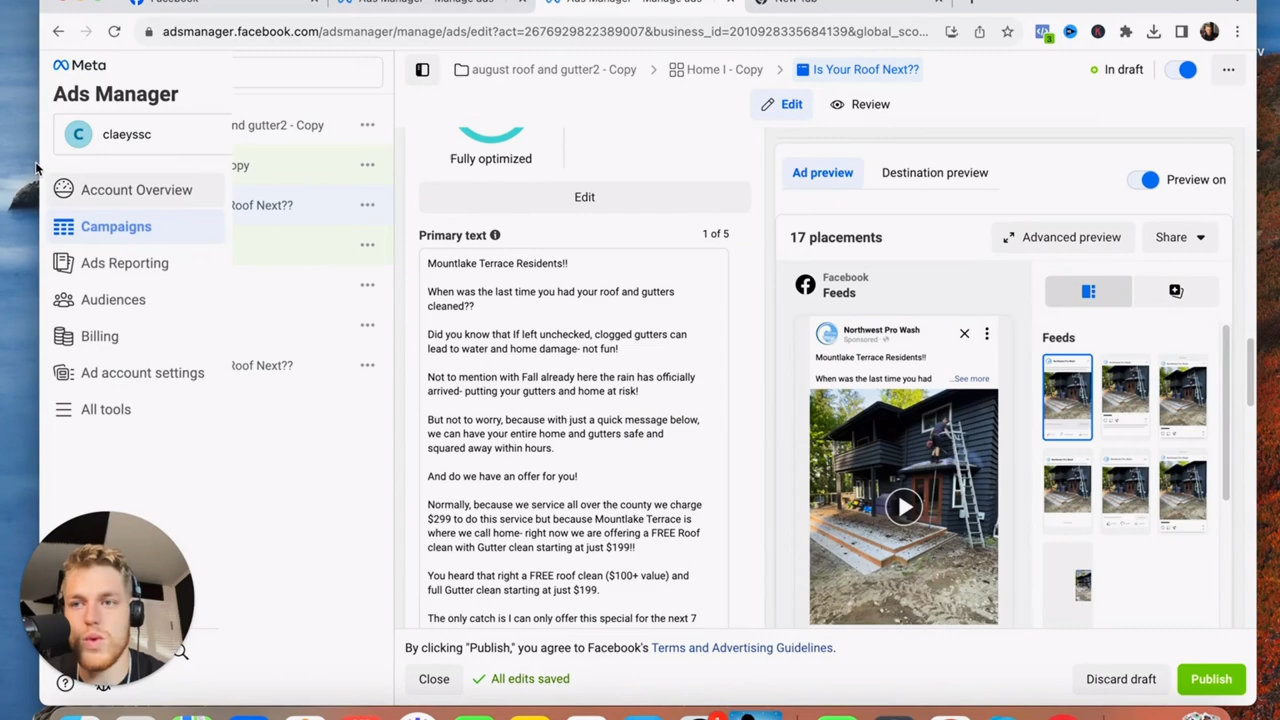 Facebook
Ads Manager - Manage ads
Ads Manager - Manage ads
New Tab
adsmanager.facebook.com/adsmanager/manage/ads/edit?act=2676929822389007&business_id=2010928335684139&global_sco...
3
Meta
Ads Manager
C claeyssc
Account Overview
Campaigns
Ads Reporting
Audiences
Billing
Ad account settings
All tools
nd gutter2 - Copy
opy
Roof Next??
Roof Next??
august roof and gutter2 - Copy > Home I - Copy > Is Your Roof Next??
In draft
Edit
Review
Fully optimized
Edit
Primary text
1 of 5
Mountlake Terrace Residents!!
When was the last time you had your roof and gutters
cleaned??
Did you know that If left unchecked, clogged gutters can
lead to water and home damage- not fun!
Not to mention with Fall already here the rain has officially
arrived- putting your gutters and home at risk!
But not to worry, because with just a quick message below,
we can have your entire home and gutters safe and
squared away within hours.
And do we have an offer for you!
Normally, because we service all over the county we charge
$299 to do this service but because Mountlake Terrace is
where we call home- right now we are offering a FREE Roof
clean with Gutter clean starting at just $199!!
You heard that right a FREE roof clean ($100+ value) and
full Gutter clean starting at just $199.
The only catch is I can only offer this special for the next 7
Ad preview
Destination preview
Preview on
17 placements
Advanced preview
Share
Facebook
Feeds
Northwest Pro Wash
Sponsored ·
Mountlake Terrace Residents!!
When was the last time you had ...See more
Feeds
By clicking "Publish," you agree to Facebook's Terms and Advertising Guidelines.
Close
All edits saved
Discard draft
Publish